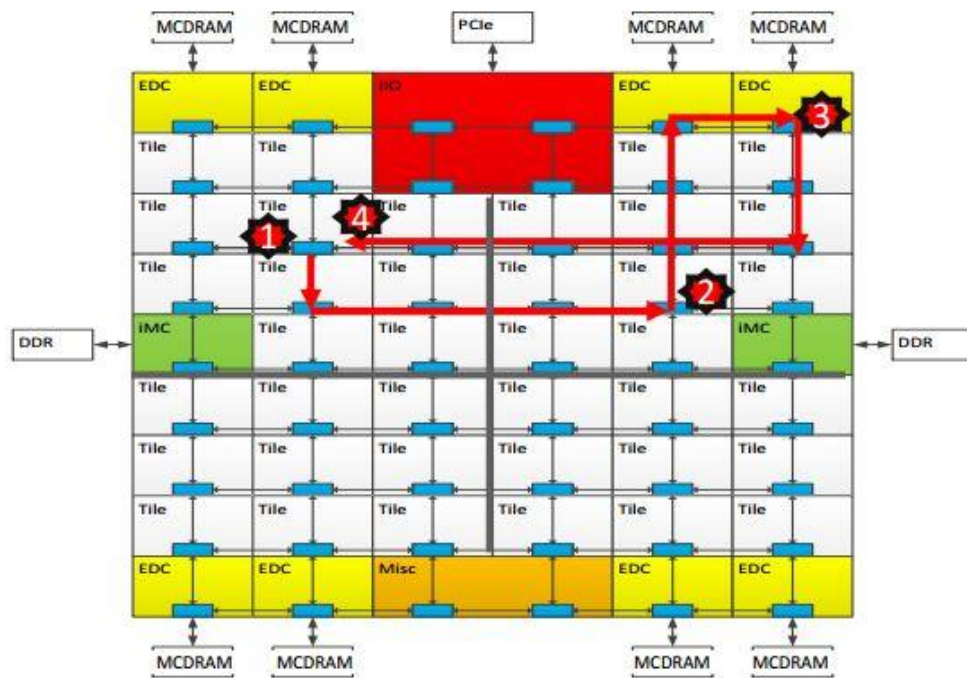 MCDRAM MCDRAM PCIe MCDRAM MCDRAM
EDC EDC IIO EDC EDC
3
Tile Tile Tile Tile
Tile Tile Tile Tile Tile Tile
4
1
Tile Tile Tile Tile Tile Tile
2
DDR iMC Tile Tile Tile Tile iMC DDR
Tile Tile Tile Tile Tile Tile
Tile Tile Tile Tile Tile Tile
Tile Tile Tile Tile Tile Tile
EDC EDC Misc EDC EDC
MCDRAM MCDRAM MCDRAM MCDRAM